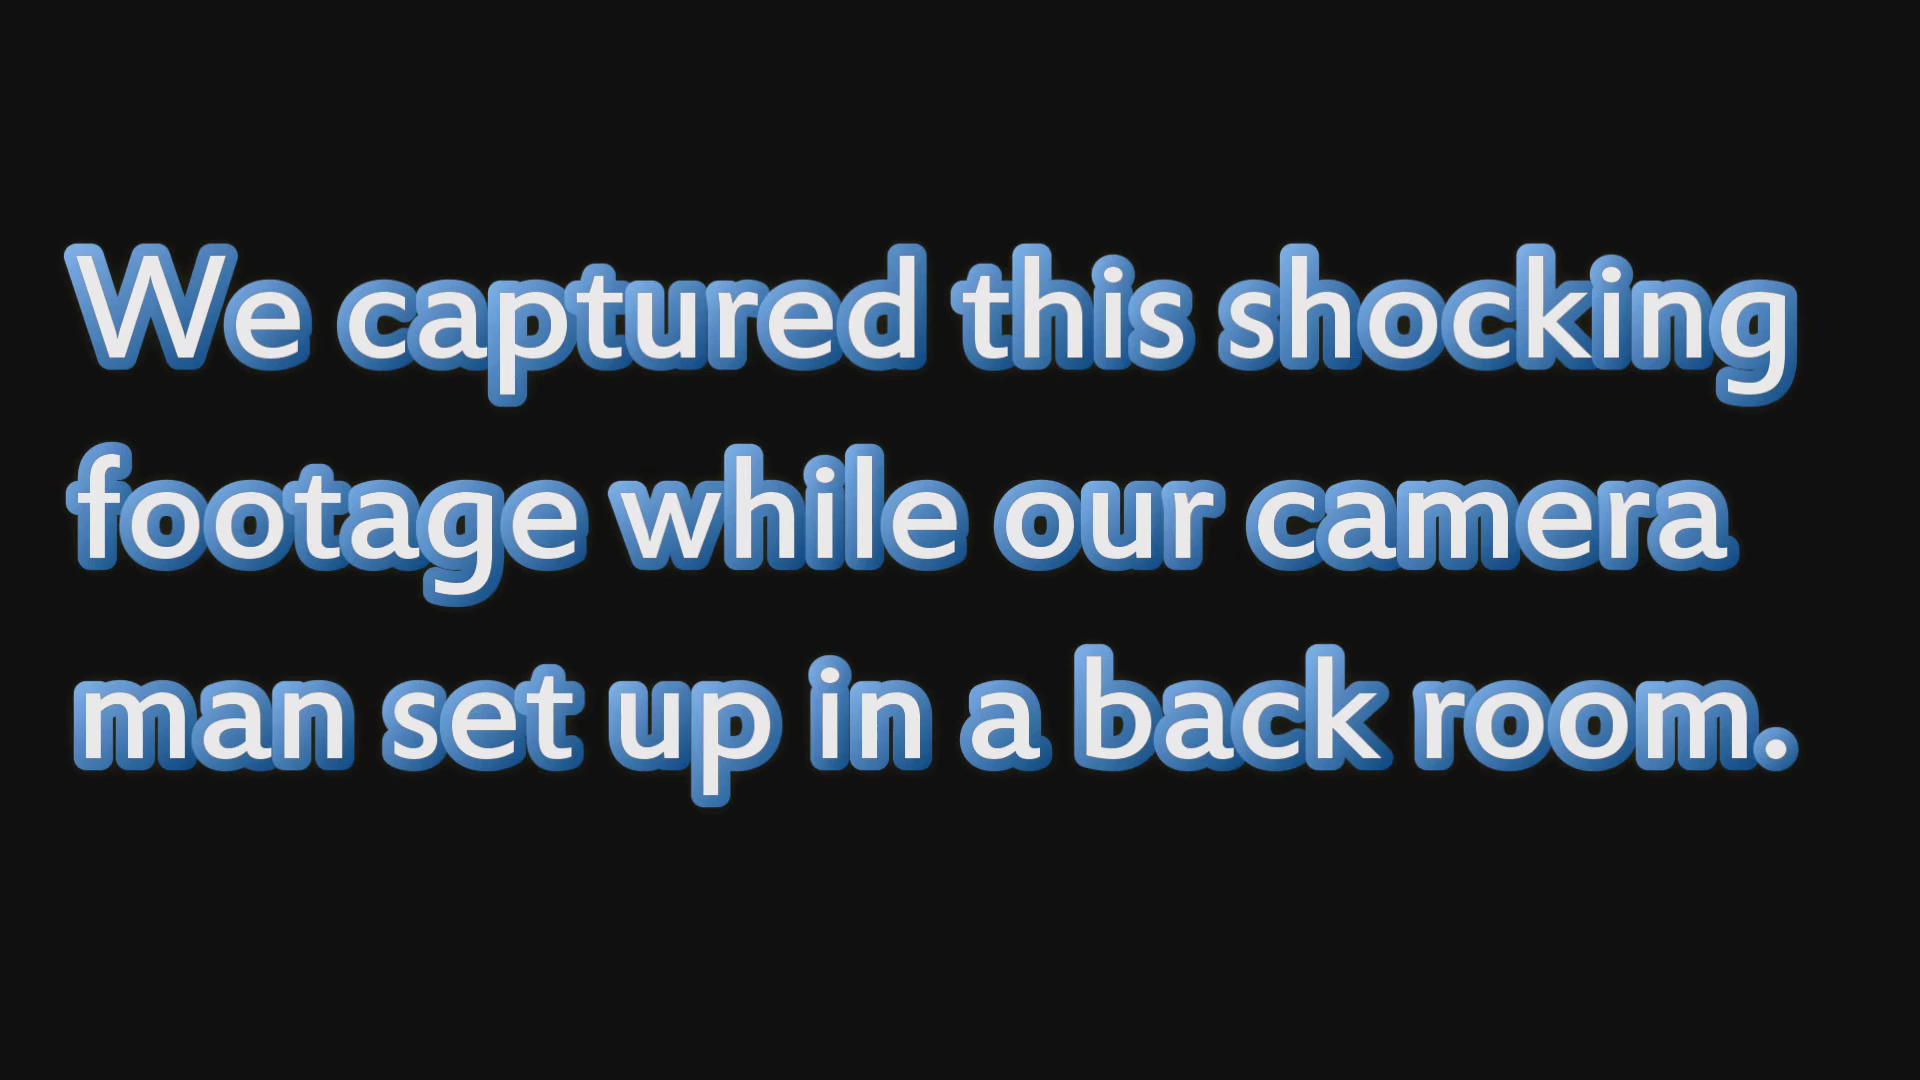 We captured this shocking
footage while our camera
man set up in a back room.